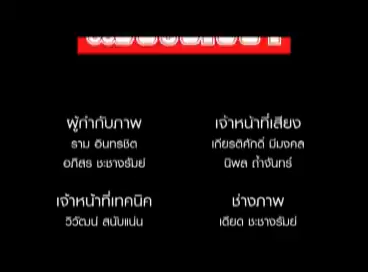 ผู้กำกับภาพ
ราม อินทรชิต
อภิสร ชะชางรัมย์
เจ้าหน้าที่เสียง
เกียรติศักดิ์ มีมงคล
นิพล ถ้ำจันทร์
เจ้าหน้าที่เทคนิค
วิวัฒน์ สนับแน่น
ช่างภาพ
เดียด ชะชางรัมย์